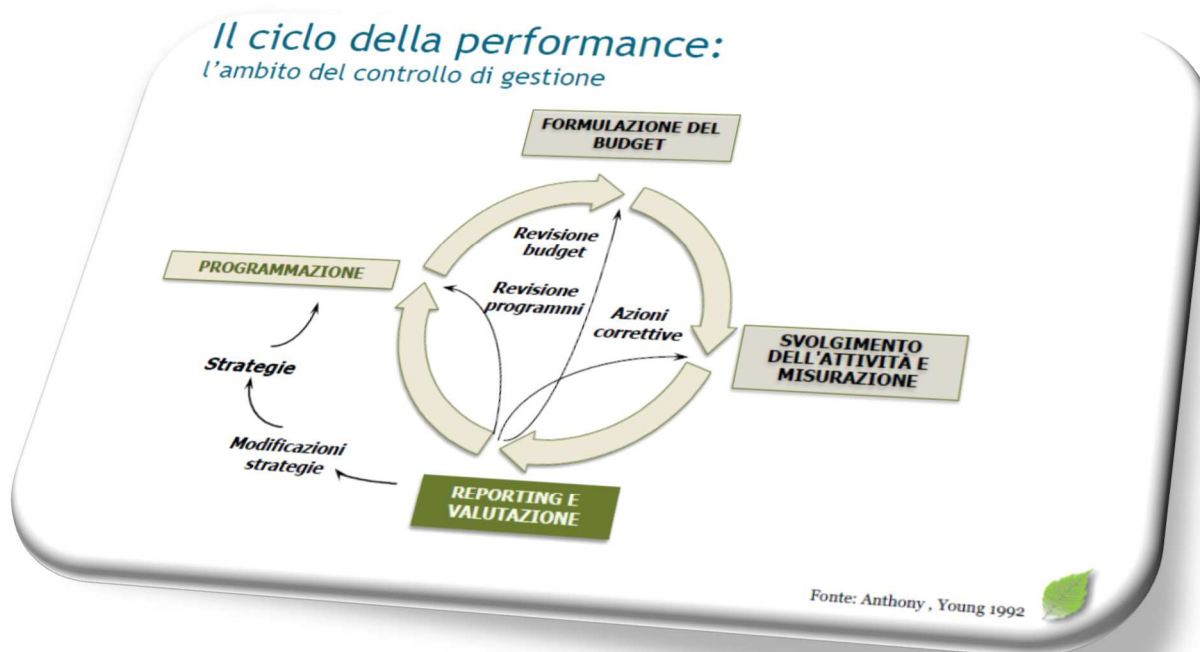 Il ciclo della performance:
l'ambito del controllo di gestione
FORMULAZIONE DEL
BUDGET
Revisione
budget
PROGRAMMAZIONE
Revisione
programmi
Azioni
correttive
SVOLGIMENTO
DELL'ATTIVITÀ E
MISURAZIONE
Strategie
Modificazioni
strategie
REPORTING E
VALUTAZIONE
Fonte: Anthony , Young 1992